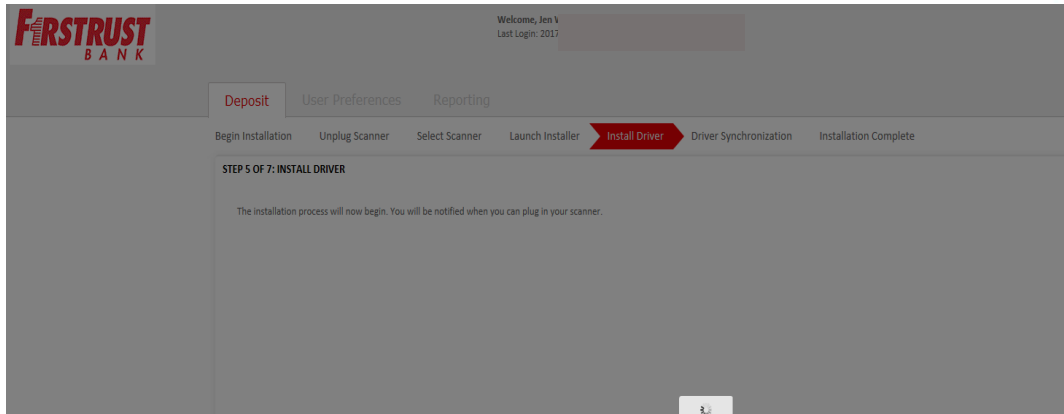 FIRSTRUST
BANK
Welcome, Jen
Last Login: 2017
Deposit User Preferences Reporting
Begin Installation Unplug Scanner Select Scanner Launch Installer Install Driver Driver Synchronization Installation Complete
STEP 5 OF 7: INSTALL DRIVER
The installation process will now begin. You will be notified when you can plug in your scanner.